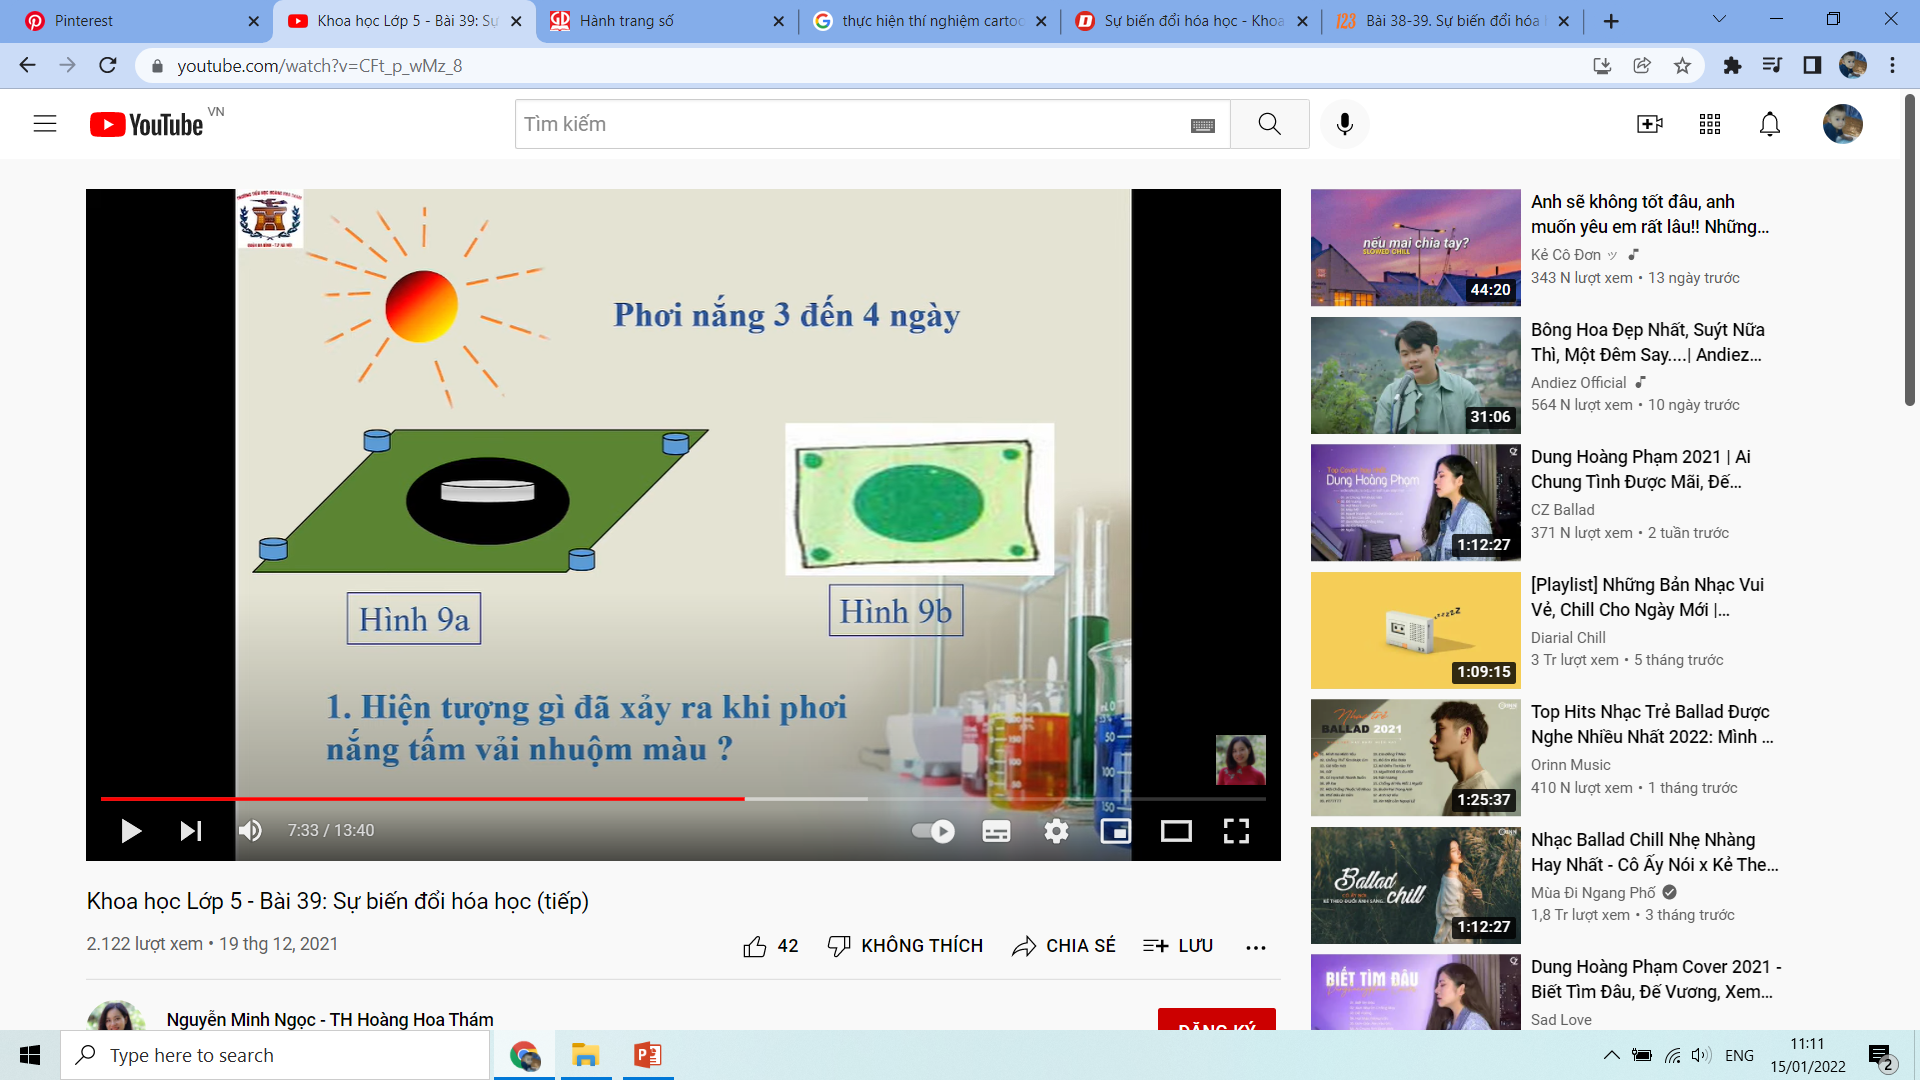 Pinterest
Khoa học Lớp 5 - Bài 39: Sự
Hành trang số
thực hiện thí nghiệm cartoo
Sự biến đổi hóa học - Khoa
Bài 38-39. Sự biến đổi hóa
youtube.com/watch?v=CFt_p_wMz_8
YouTube VN
Tìm kiếm
Phơi nắng 3 đến 4 ngày
Hình 9a
Hình 9b
1. Hiện tượng gì đã xảy ra khi phơi
nắng tấm vải nhuộm màu ?
7:33 / 13:40
Khoa học Lớp 5 - Bài 39: Sự biến đổi hóa học (tiếp)
2.122 lượt xem • 19 thg 12, 2021
42
KHÔNG THÍCH
CHIA SẺ
LƯU
Nguyễn Minh Ngọc - TH Hoàng Hoa Thám
ĐĂNG KÝ
nếu mai chia tay?
SLOWED CHILL
44:20
Anh sẽ không tốt đâu, anh
muốn yêu em rất lâu!! Những...
Kẻ Cô Đơn ッ
343 N lượt xem • 13 ngày trước
31:06
Bông Hoa Đẹp Nhất, Suýt Nữa
Thì, Một Đêm Say....| Andiez...
Andiez Official
564 N lượt xem • 10 ngày trước
Dung Hoàng Phạm
1:12:27
Dung Hoàng Phạm 2021 | Ai
Chung Tình Được Mãi, Đế...
CZ Ballad
371 N lượt xem • 2 tuần trước
1:09:15
[Playlist] Những Bản Nhạc Vui
Vẻ, Chill Cho Ngày Mới |...
Diarial Chill
3 Tr lượt xem • 5 tháng trước
Nhạc trẻ
BALLAD 2021
1:25:37
Top Hits Nhạc Trẻ Ballad Được
Nghe Nhiều Nhất 2022: Mình ...
Orinn Music
410 N lượt xem • 1 tháng trước
Ballad
chill
1:12:27
Nhạc Ballad Chill Nhẹ Nhàng
Hay Nhất - Cô Ấy Nói x Kẻ The...
Mùa Đi Ngang Phố
1,8 Tr lượt xem • 3 tháng trước
BIẾT TÌM ĐÂU
Dung Hoàng Phạm Cover 2021 -
Biết Tìm Đâu, Đế Vương, Xem...
Sad Love
Type here to search
ENG
11:11
15/01/2022
2